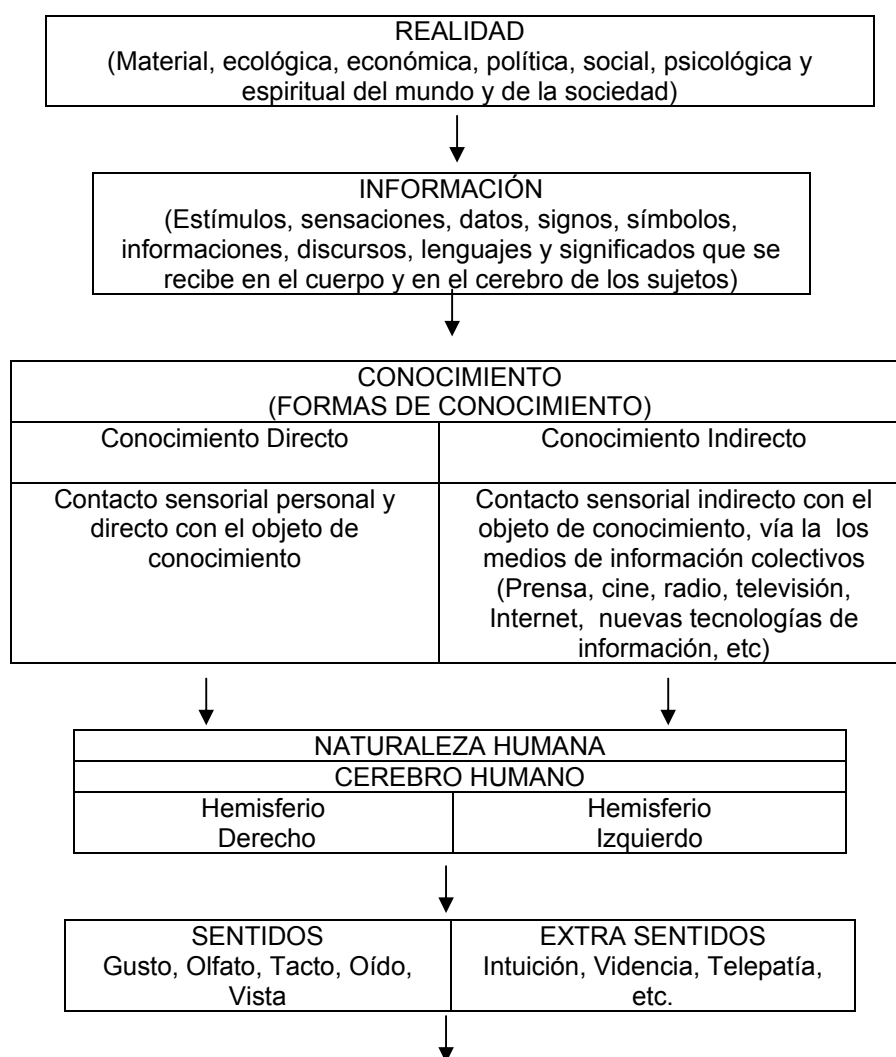 REALIDAD
(Material, ecológica, económica, política, social, psicológica y
espiritual del mundo y de la sociedad)
INFORMACIÓN
(Estímulos, sensaciones, datos, signos, símbolos,
informaciones, discursos, lenguajes y significados que se
recibe en el cuerpo y en el cerebro de los sujetos)
CONOCIMIENTO
(FORMAS DE CONOCIMIENTO)
Conocimiento Directo
Conocimiento Indirecto
Contacto sensorial personal y
directo con el objeto de
conocimiento
Contacto sensorial indirecto con el
objeto de conocimiento, vía la los
medios de información colectivos
(Prensa, cine, radio, televisión,
Internet, nuevas tecnologías de
información, etc)
NATURALEZA HUMANA
CEREBRO HUMANO
Hemisferio
Derecho
Hemisferio
Izquierdo
SENTIDOS
Gusto, Olfato, Tacto, Oído,
Vista
EXTRA SENTIDOS
Intuición, Videncia, Telepatía,
etc.